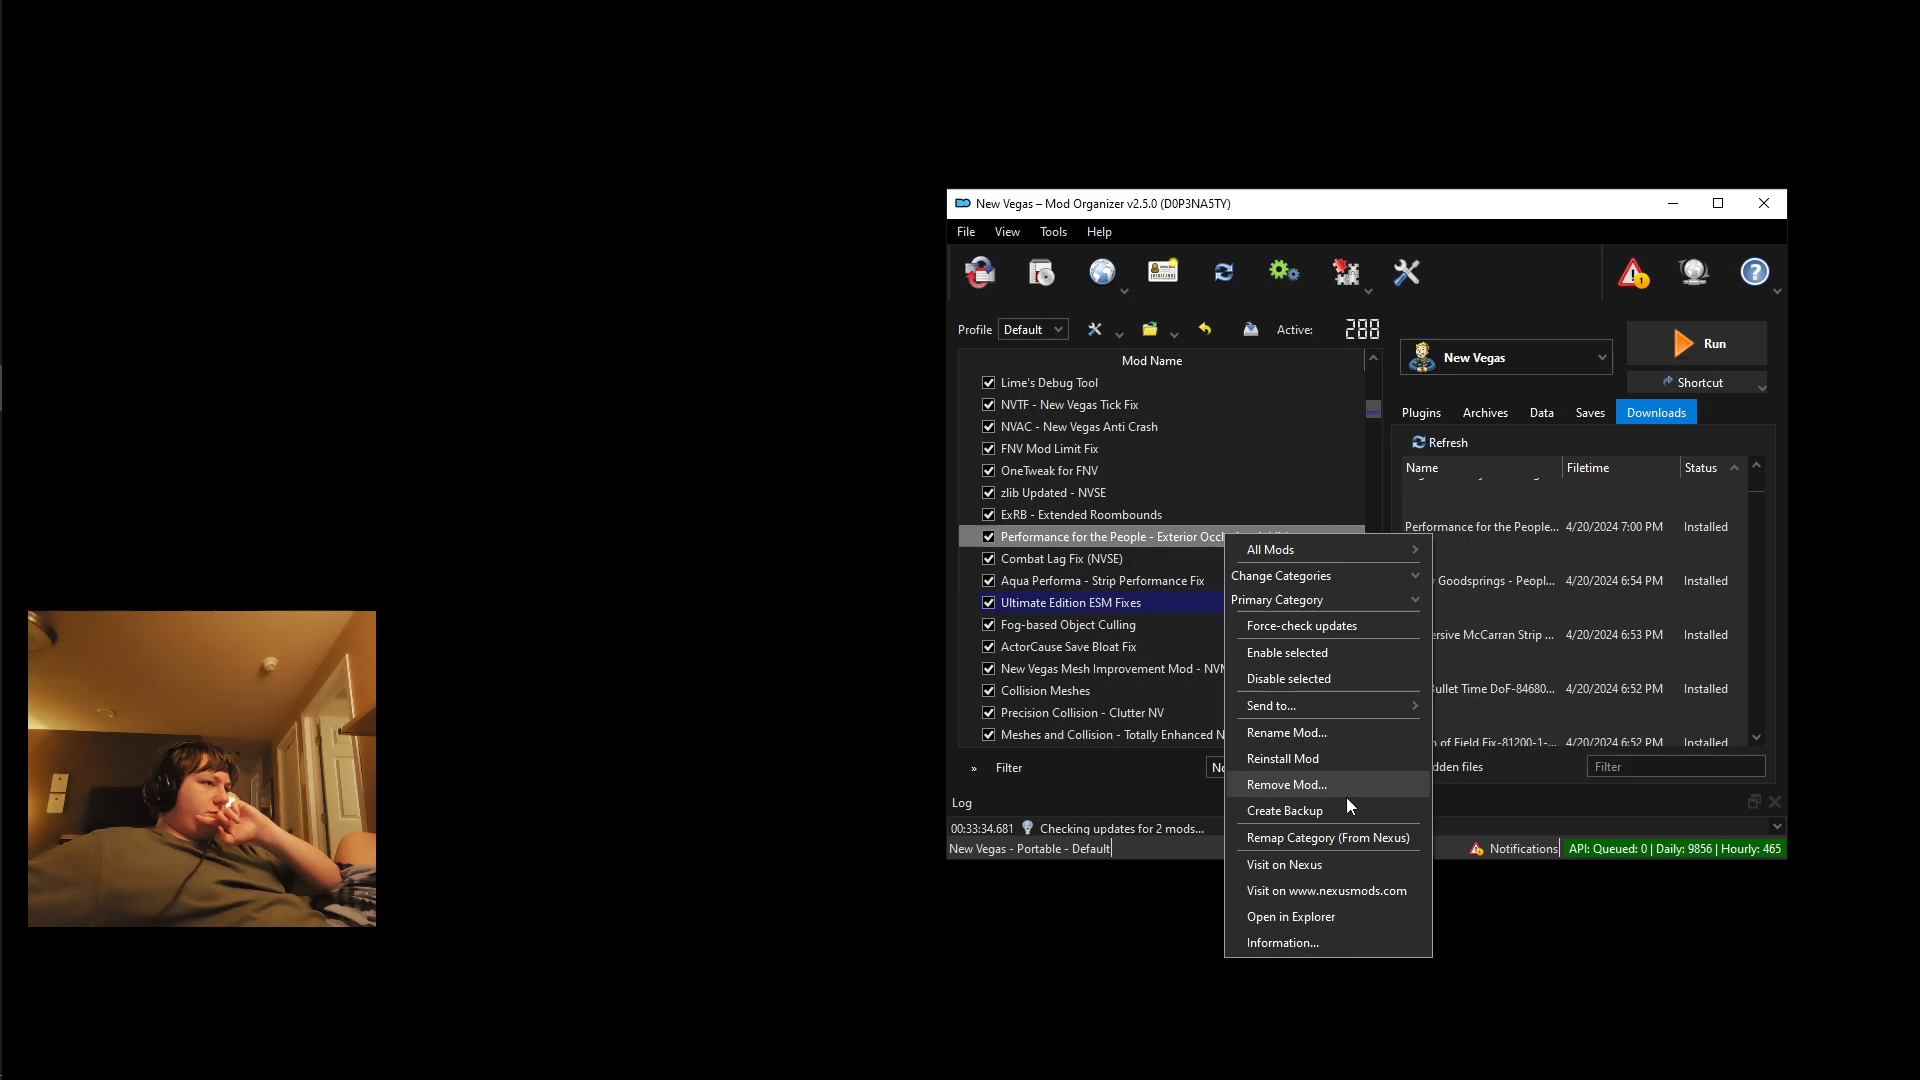 New Vegas – Mod Organizer v2.5.0 (D0P3NA5TY)
File View Tools Help
Profile Default Active: 288
New Vegas
Run
Shortcut
Mod Name
Lime's Debug Tool
NVTF - New Vegas Tick Fix
NVAC - New Vegas Anti Crash
FNV Mod Limit Fix
OneTweak for FNV
zlib Updated - NVSE
ExRB - Extended Roombounds
Performance for the People - Exterior
Combat Lag Fix (NVSE)
Aqua Performa - Strip Performance Fix
Ultimate Edition ESM Fixes
Fog-based Object Culling
ActorCause Save Bloat Fix
New Vegas Mesh Improvement Mod -
Collision Meshes
Precision Collision - Clutter NV
Meshes and Collision - Totally Enhanced
Filter
Plugins Archives Data Saves Downloads
Refresh
Name Filetime Status
Performance for the People... 4/20/2024 7:00 PM Installed
Goodsprings - Peopl... 4/20/2024 6:54 PM Installed
McCarran Strip ... 4/20/2024 6:53 PM Installed
Time DoF-84680... 4/20/2024 6:52 PM Installed
of Field Fix-81200-1-... 4/20/2024 6:52 PM Installed
files Filter
All Mods
Change Categories
Primary Category
Force-check updates
Enable selected
Disable selected
Send to...
Rename Mod...
Reinstall Mod
Remove Mod...
Create Backup
Remap Category (From Nexus)
Visit on Nexus
Visit on www.nexusmods.com
Open in Explorer
Information...
Log
00:33:34.681 Checking updates for 2 mods...
New Vegas - Portable - Default
Notifications API: Queued: 0 | Daily: 9856 | Hourly: 465